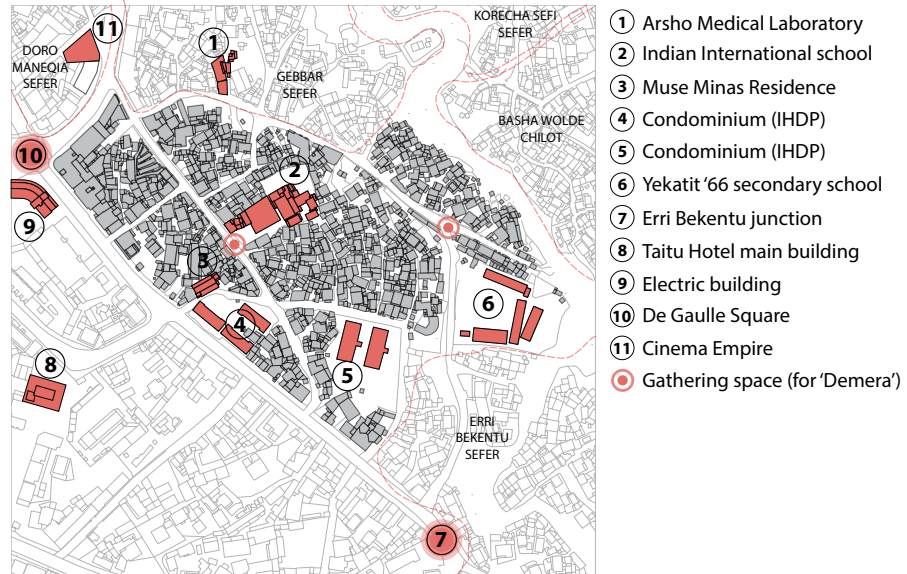 11
DORO
MANEQIA
SEFER
1
GEBBAR
SEFER
KORECHA SEFI
SEFER
BASHA WOLDE
CHILOT
10
2
9
3
4
6
5
8
ERRI
BEKENTU
SEFER
7
1 Arsho Medical Laboratory
2 Indian International school
3 Muse Minas Residence
4 Condominium (IHDP)
5 Condominium (IHDP)
6 Yekatit ‘66 secondary school
7 Erri Bekentu junction
8 Taitu Hotel main building
9 Electric building
10 De Gaulle Square
11 Cinema Empire
Gathering space (for ‘Demera’)